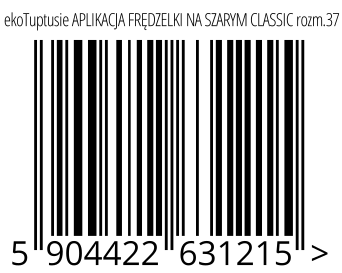 ekoTuptusie APLIKACJA FRĘDZELKI NA SZARYM CLASSIC rozm.37
5 904422 631215 >